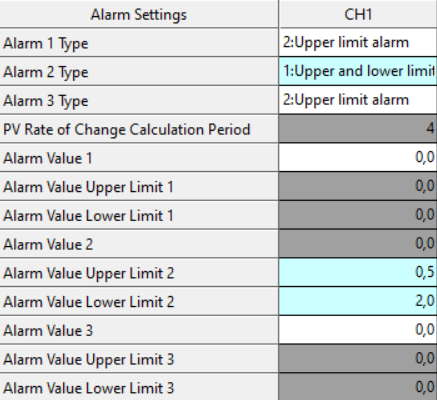 Alarm Settings CH1
Alarm 1 Type 2:Upper limit alarm
Alarm 2 Type 1:Upper and lower limit
Alarm 3 Type 2:Upper limit alarm
PV Rate of Change Calculation Period 4
Alarm Value 1 0,0
Alarm Value Upper Limit 1 0,0
Alarm Value Lower Limit 1 0,0
Alarm Value 2 0,0
Alarm Value Upper Limit 2 0,5
Alarm Value Lower Limit 2 2,0
Alarm Value 3 0,0
Alarm Value Upper Limit 3 0,0
Alarm Value Lower Limit 3 0,0